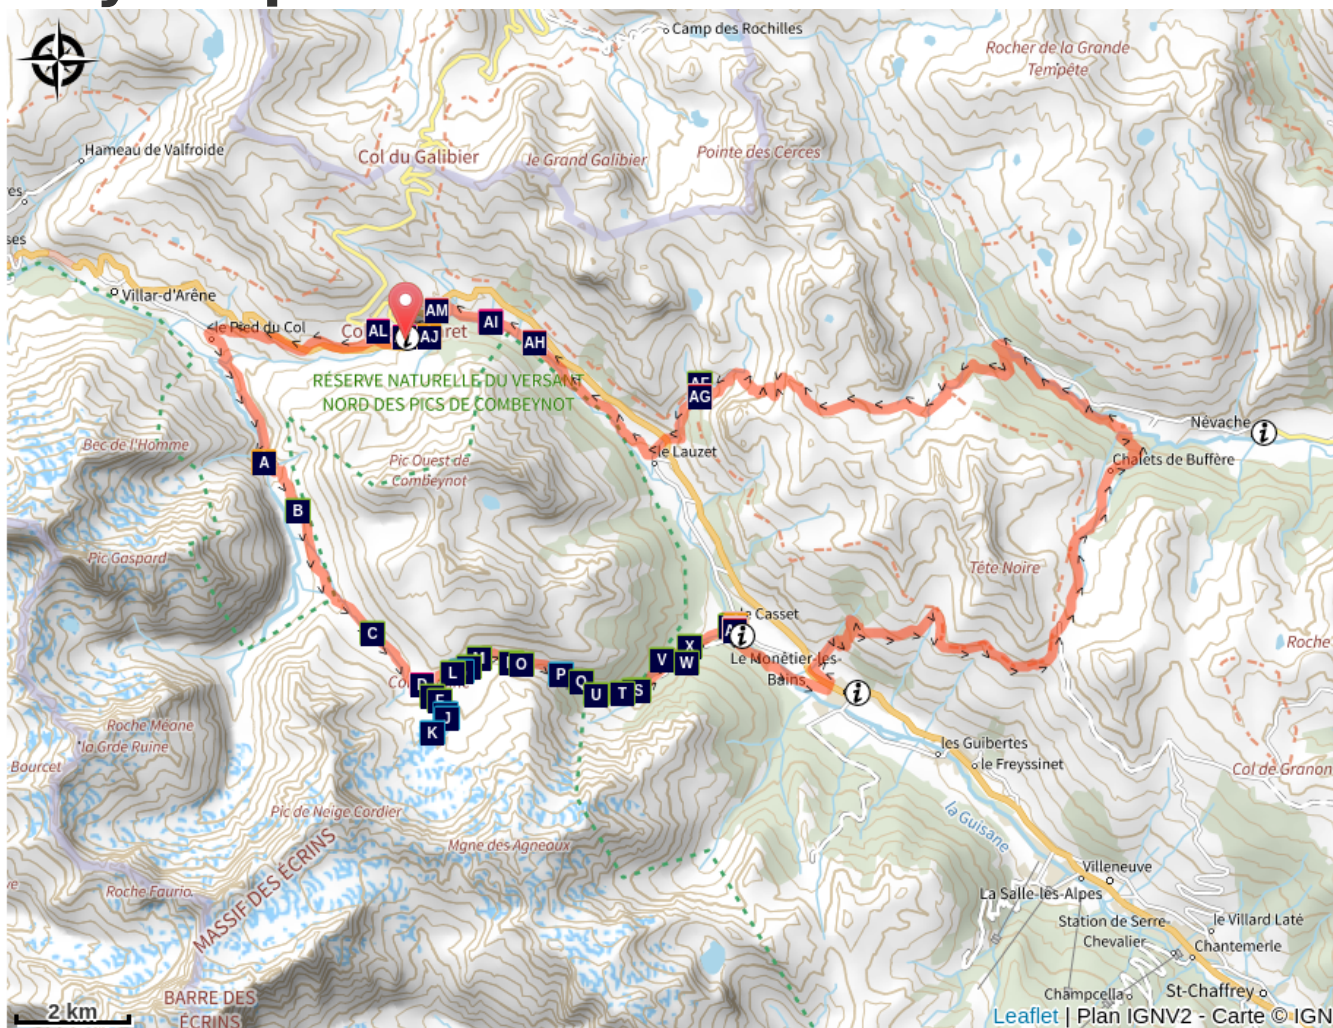 Camp des Rochilles
Rocher de la Grande
Tempête
Hameau de Valfroide
Col du Galibier
le Grand Galibier
Pointe des Cerces
Villar-d'Arêne
le Pied du Col
AM
AL
AI
AJ
AH
RÉSERVE NATURELLE DU VERSANT
NORD DES PICS DE COMBEYNOT
AG
Névache
Bec de l'Homme
Pic Ouest de
Combeynot
le Lauzet
Chalets de Buffère
A
B
Pic Gaspard
Tête Noire
C
le Casset
Roche
X
V
W
Le Monêtier-les-
Bains
L
O
P
Q
U
T
S
J
K
Roche Méane
la Grde Ruine
Bourcet
les Guibertes
le Freyssinet
Col de Granon
Pic de Neige Cordier
la Guisane
Mgne des Agneaux
MASSIF DES ÉCRINS
Roche Faurio
Villeneuve
La Salle-les-Alpes
Station de Serre-
Chevalier
le Villard Laté
Chantemerle
BARRE DES
ÉCRINS
Champcella
St-Chaffrey
2 km
Leaflet | Plan IGNV2 - Carte © IGN